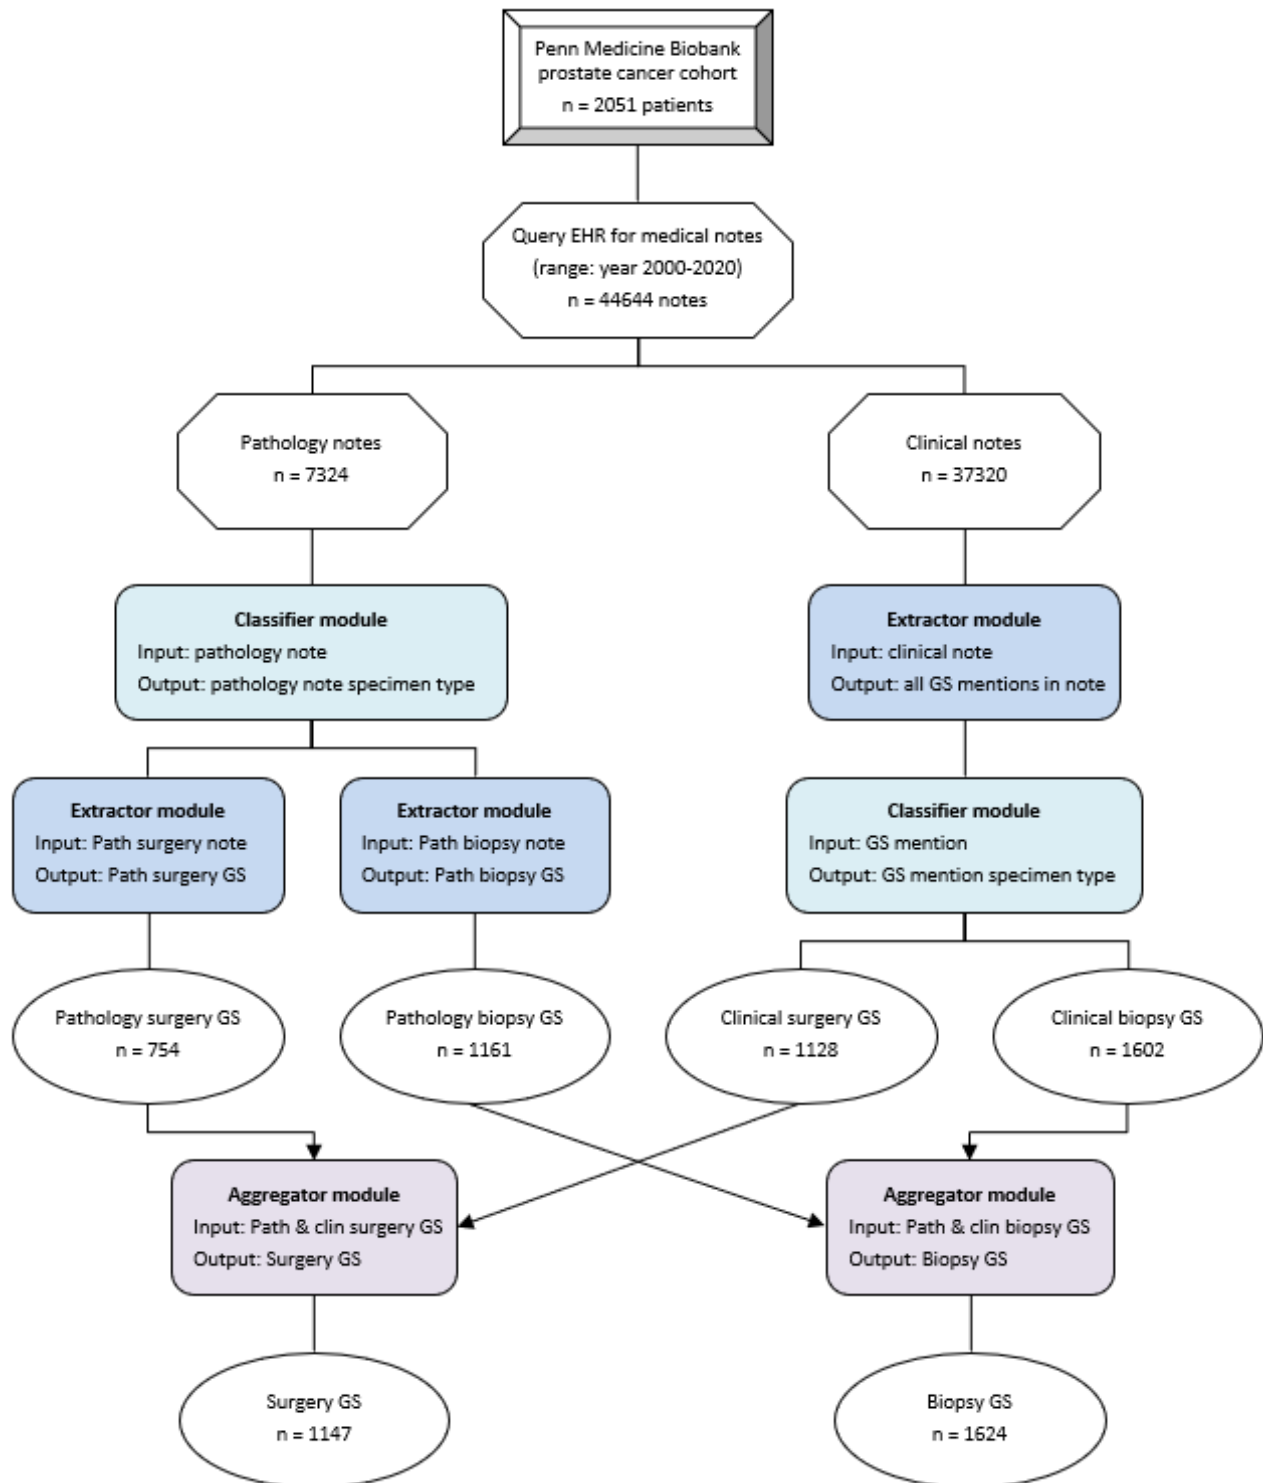 Penn Medicine Biobank
prostate cancer cohort
n = 2051 patients
Query EHR for medical notes
(range: year 2000-2020)
n = 44644 notes
Pathology notes
n = 7324
Clinical notes
n = 37320
Classifier module
Input: pathology note
Output: pathology note specimen type
Extractor module
Input: clinical note
Output: all GS mentions in note
Extractor module
Input: Path surgery note
Output: Path surgery GS
Extractor module
Input: Path biopsy note
Output: Path biopsy GS
Classifier module
Input: GS mention
Output: GS mention specimen type
Pathology surgery GS
n = 754
Pathology biopsy GS
n = 1161
Clinical surgery GS
n = 1128
Clinical biopsy GS
n = 1602
Aggregator module
Input: Path & clin surgery GS
Output: Surgery GS
Aggregator module
Input: Path & clin biopsy GS
Output: Biopsy GS
Surgery GS
n = 1147
Biopsy GS
n = 1624